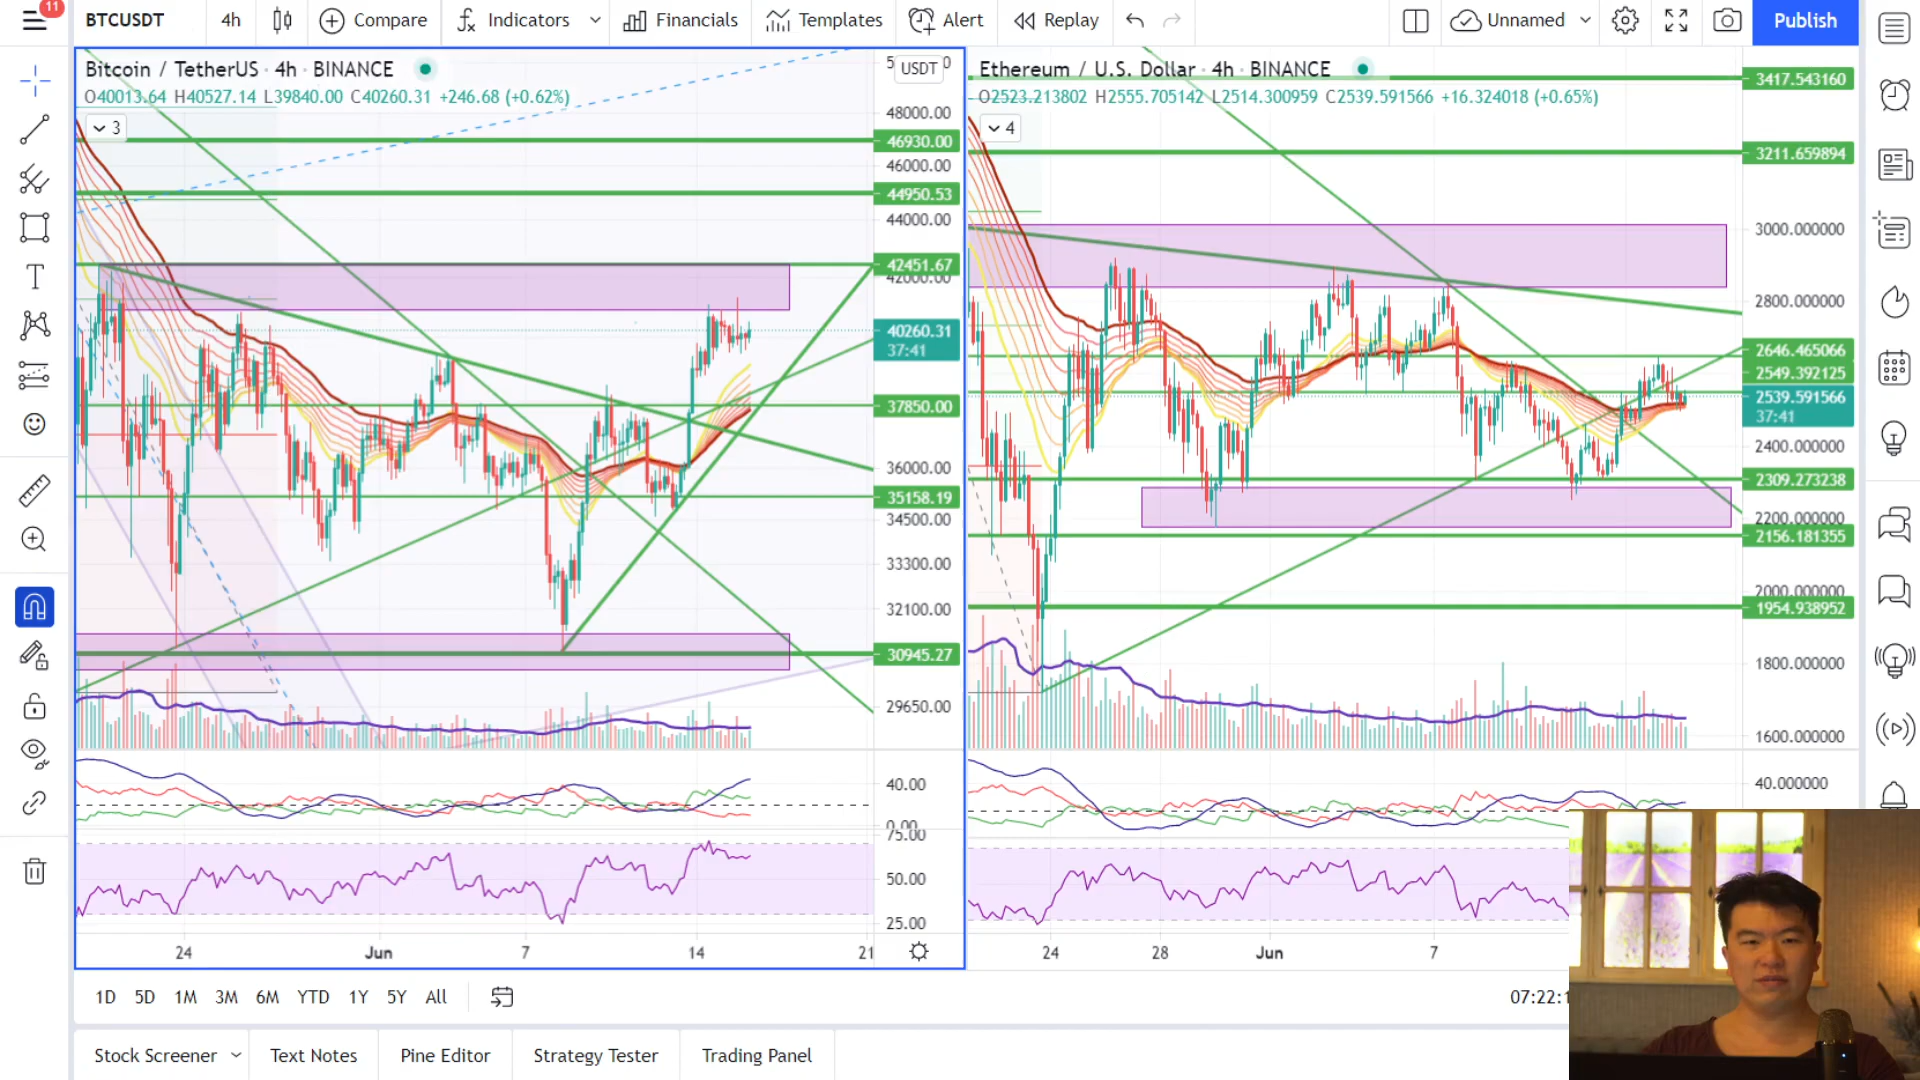 11
BTCUSDT
4h
Compare
Indicators
Financials
Templates
Alert
Replay
Unnamed
Publish
Bitcoin / TetherUS · 4h · BINANCE
O40013.64 H40527.14 L39840.00 C40260.31 +246.68 (+0.62%)
3
USDT
48000.00
46930.00
46000.00
44950.53
44000.00
42451.67
42000.00
40260.31
37:41
37850.00
36000.00
35158.19
34500.00
33300.00
32100.00
30945.27
29650.00
40.00
0.00
75.00
50.00
25.00
24
Jun
7
14
21
Ethereum / U.S. Dollar · 4h · BINANCE
O2523.213802 H2555.705142 L2514.300959 C2539.591566 +16.324018 (+0.65%)
4
3417.543160
3211.659894
3000.000000
2800.000000
2646.465066
2549.392125
2539.591566
37:41
2400.000000
2309.273238
2200.000000
2156.181355
2000.000000
1954.938952
1800.000000
1600.000000
40.000000
24
28
Jun
7
1D 5D 1M 3M 6M YTD 1Y 5Y All
07:22:1
Stock Screener
Text Notes
Pine Editor
Strategy Tester
Trading Panel